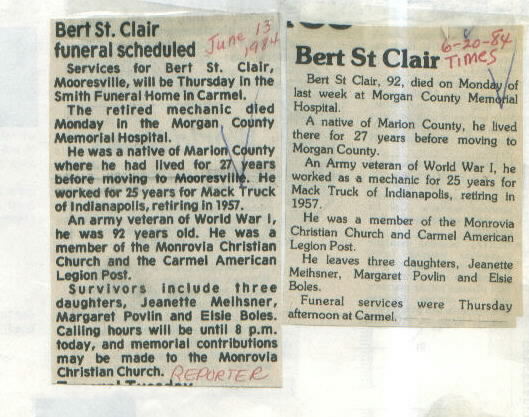 Bert St. Clair
funeral scheduled
June 13
1984
Services for Bert St. Clair,
Mooresville, will be Thursday in the
Smith Funeral Home in Carmel.
The retired mechanic died
Monday in the Morgan County
Memorial Hospital.
He was a native of Marion County
where he had lived for 27 years
before moving to Mooresville. He
worked for 25 years for Mack Truck
of Indianapolis, retiring in 1957.
An army veteran of World War I,
he was 92 years old. He was a
member of the Monrovia Christian
Church and the Carmel American
Legion Post.
Survivors include three
daughters, Jeanette Meihsner,
Margaret Povlin and Elsie Boles.
Calling hours will be until 8 p.m.
today, and memorial contributions
may be made to the Monrovia
Christian Church.
REPORTER
Bert St Clair
6-20-84
Times
Bert St Clair, 92, died on Monday of
last week at Morgan County Memorial
Hospital.
A native of Marion County, he lived
there for 27 years before moving to
Morgan County.
An Army veteran of World War I, he
worked as a mechanic for 25 years for
Mack Truck of Indianapolis, retiring in
1957.
He was a member of the Monrovia
Christian Church and Carmel American
Legion Post.
He leaves three daughters, Jeanette
Meihsner, Margaret Povlin and Elsie
Boles.
Funeral services were Thursday
afternoon at Carmel.